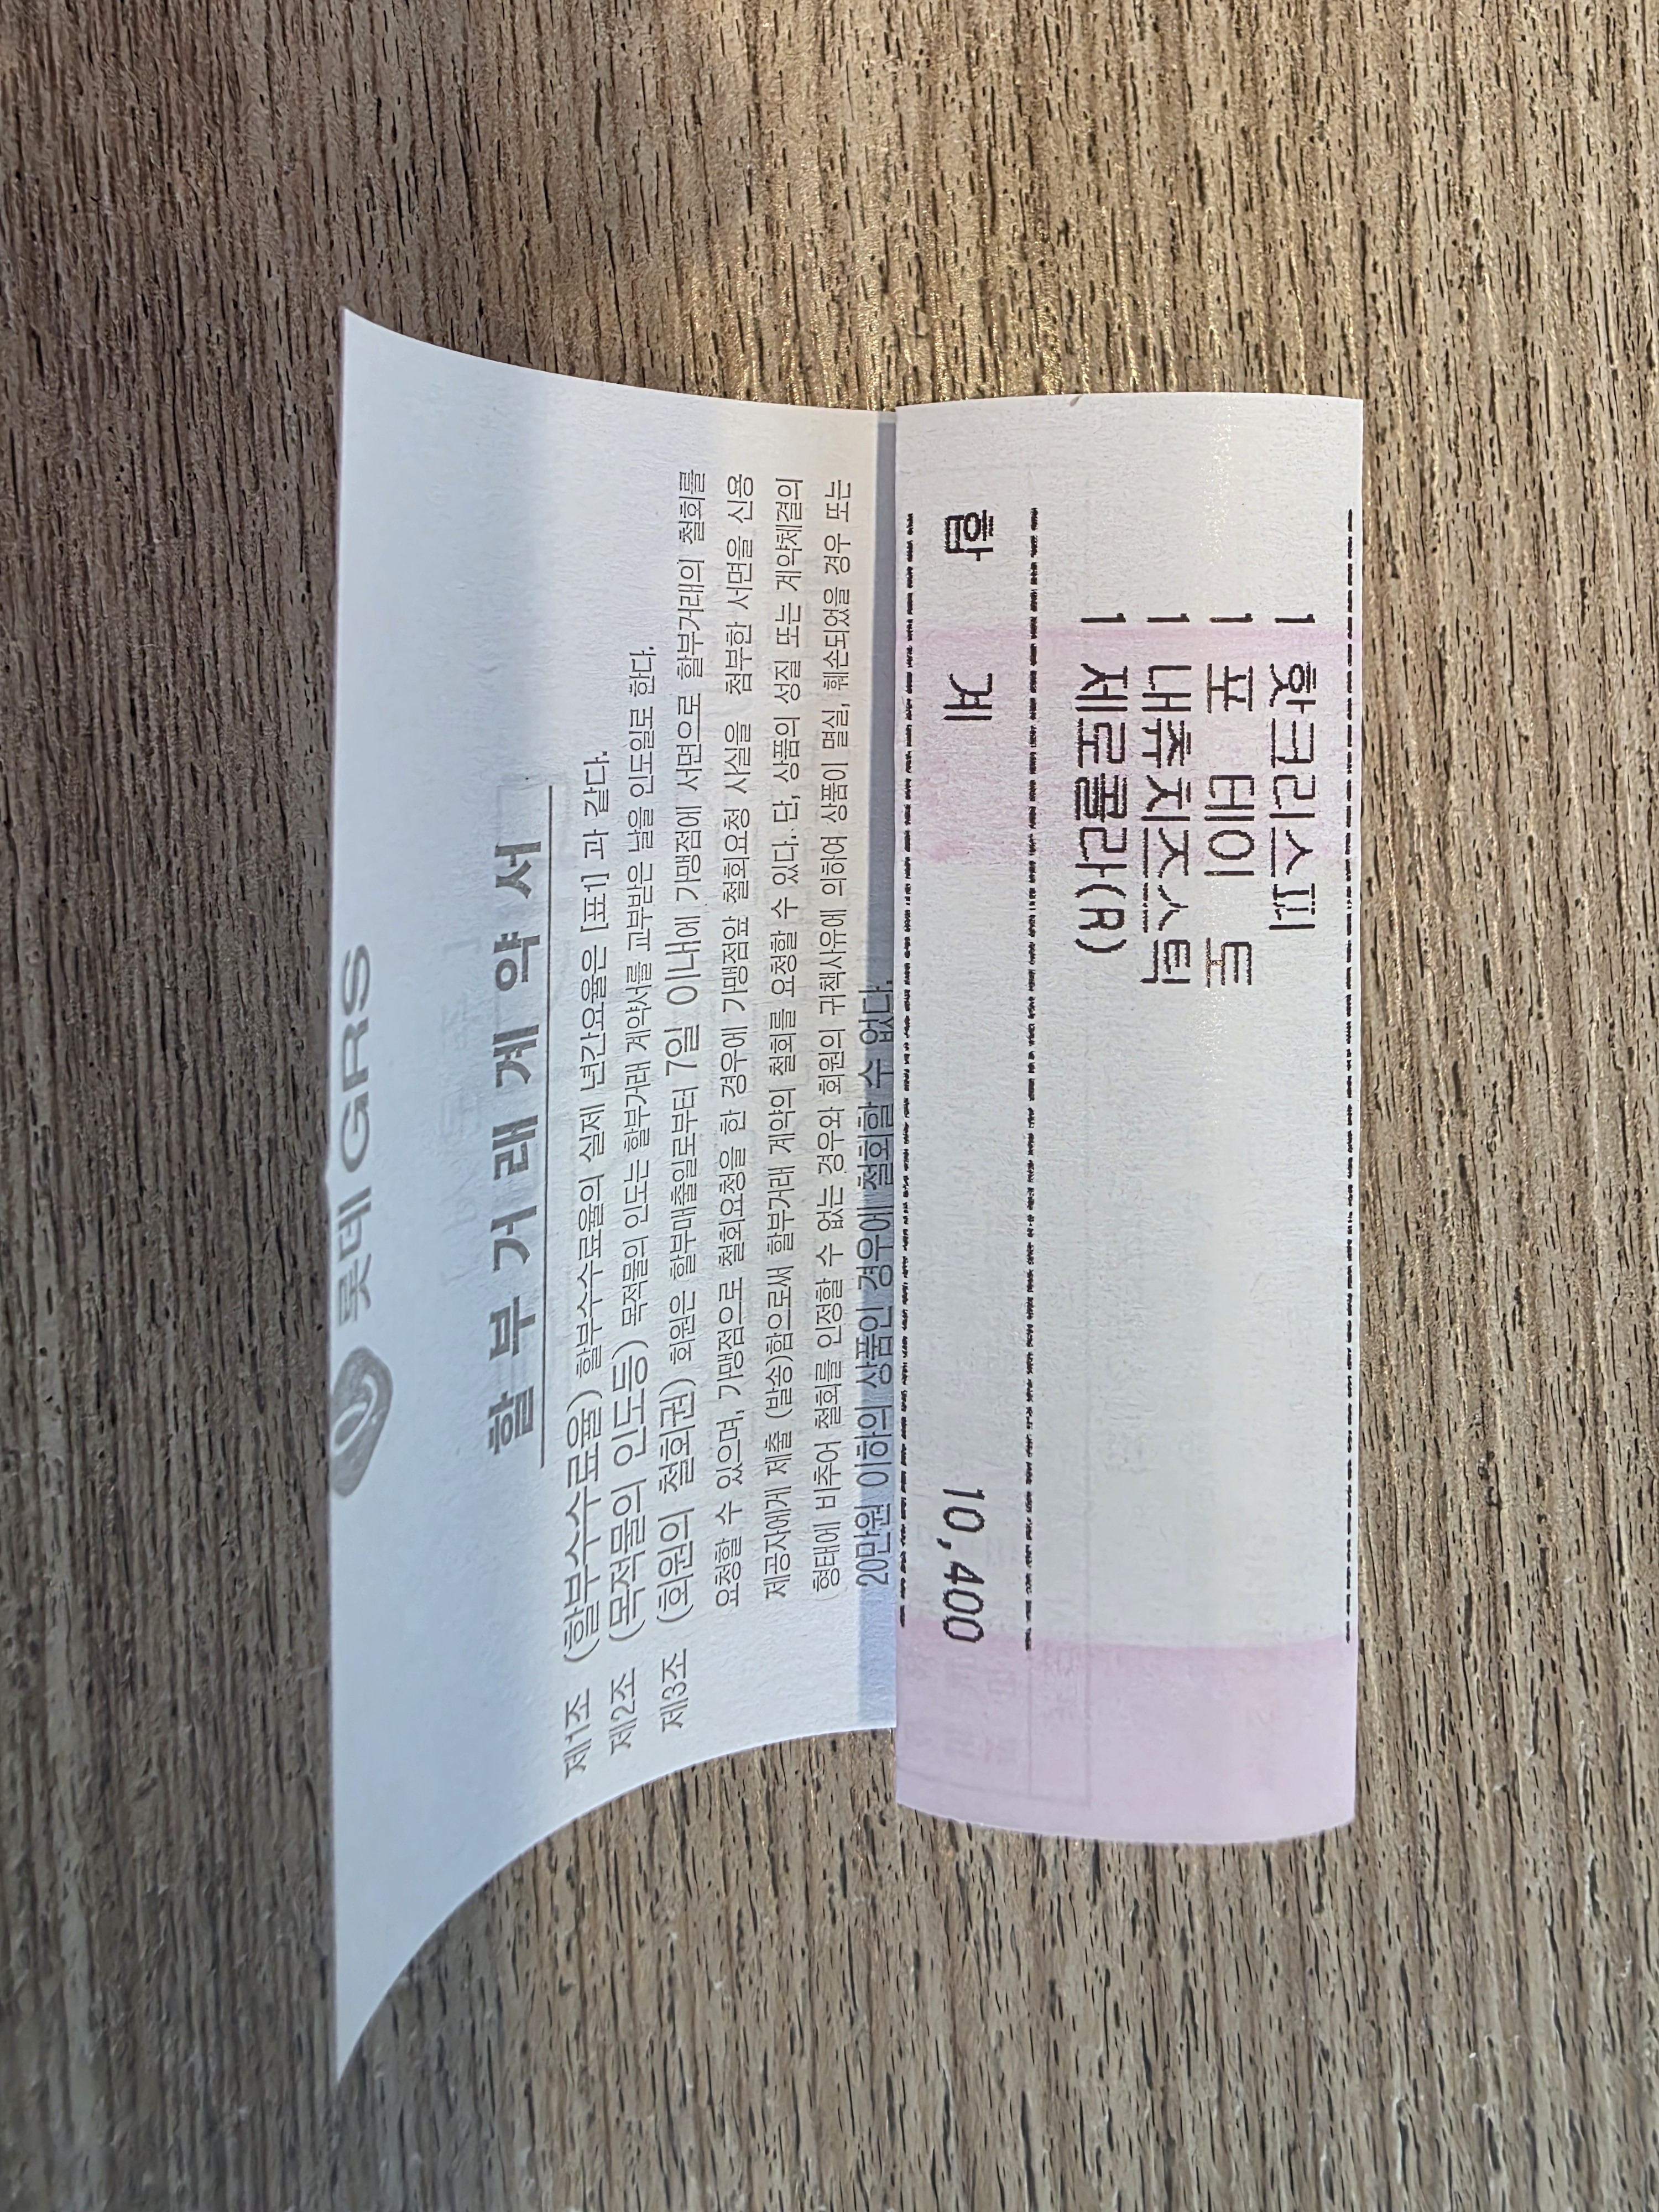 롯데 GRS
할 부 거 래 계 약 서
제1조 (할부수수료율) 할부수수료율의 실제 년간요율은 [표1] 과 같다.
제2조 (목적물의 인도등) 목적물의 인도는 할부거래 계약서를 교부받은 날을 인도일로 한다.
제3조 (회원의 철회권) 회원은 할부매출일로부터 7일 이내에 가맹점에 서면으로 할부거래의 철회를
요청할 수 있으며, 가맹점으로 철회요청을 한 경우에 가맹점앞 철회요청 사실을 첨부한 서면을 신용
제공자에게 제출 (발송)함으로써 할부거래 계약의 철회를 요청할 수 있다. 단, 상품의 성질 또는 계약체결의
형태에 비추어 철회를 인정할 수 없는 경우와 회원의 귀책사유에 의하여 상품이 멸실, 훼손되었을 경우 또는
20만원 이하의 상품인 경우에 철회할 수 없다.
1 핫크리스피
1 포 테이 토
1 내츄치즈스틱
1 제로콜라(R)
합 계 10,400